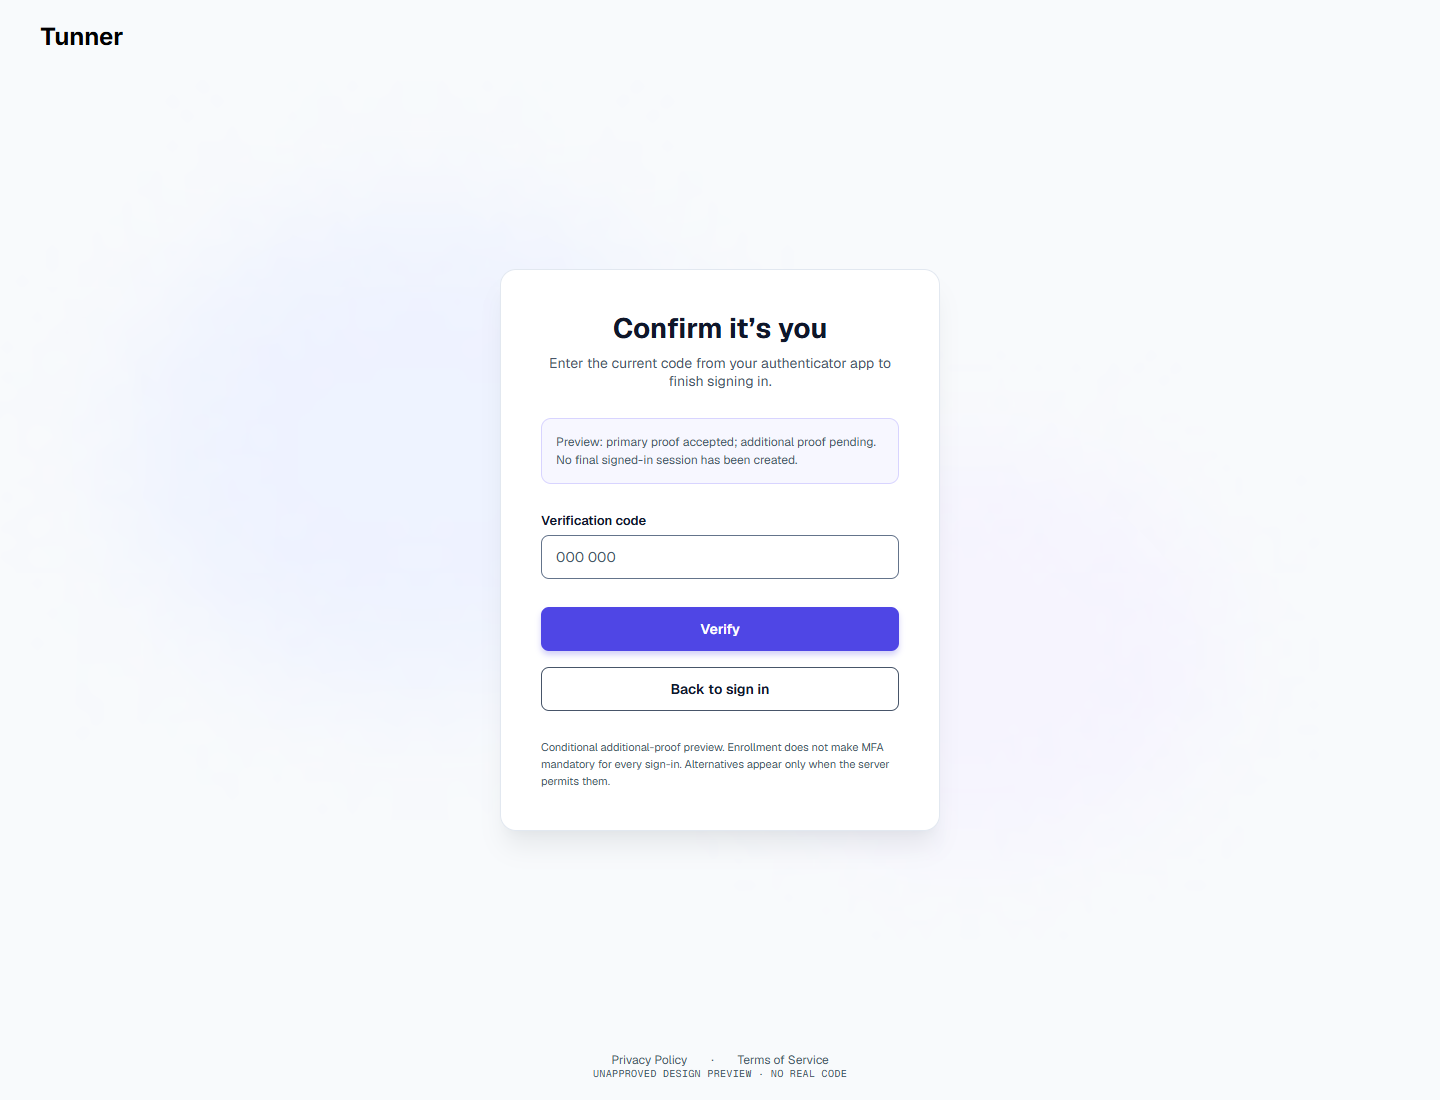 Tunner
Confirm it’s you
Enter the current code from your authenticator app to
finish signing in.
Preview: primary proof accepted; additional proof pending.
No final signed-in session has been created.
Verification code
000 000
Verify
Back to sign in
Conditional additional-proof preview. Enrollment does not make MFA
mandatory for every sign-in. Alternatives appear only when the server
permits them.
Privacy Policy · Terms of Service
UNAPPROVED DESIGN PREVIEW · NO REAL CODE